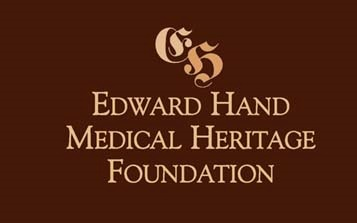 EH
EDWARD HAND
MEDICAL HERITAGE
FOUNDATION